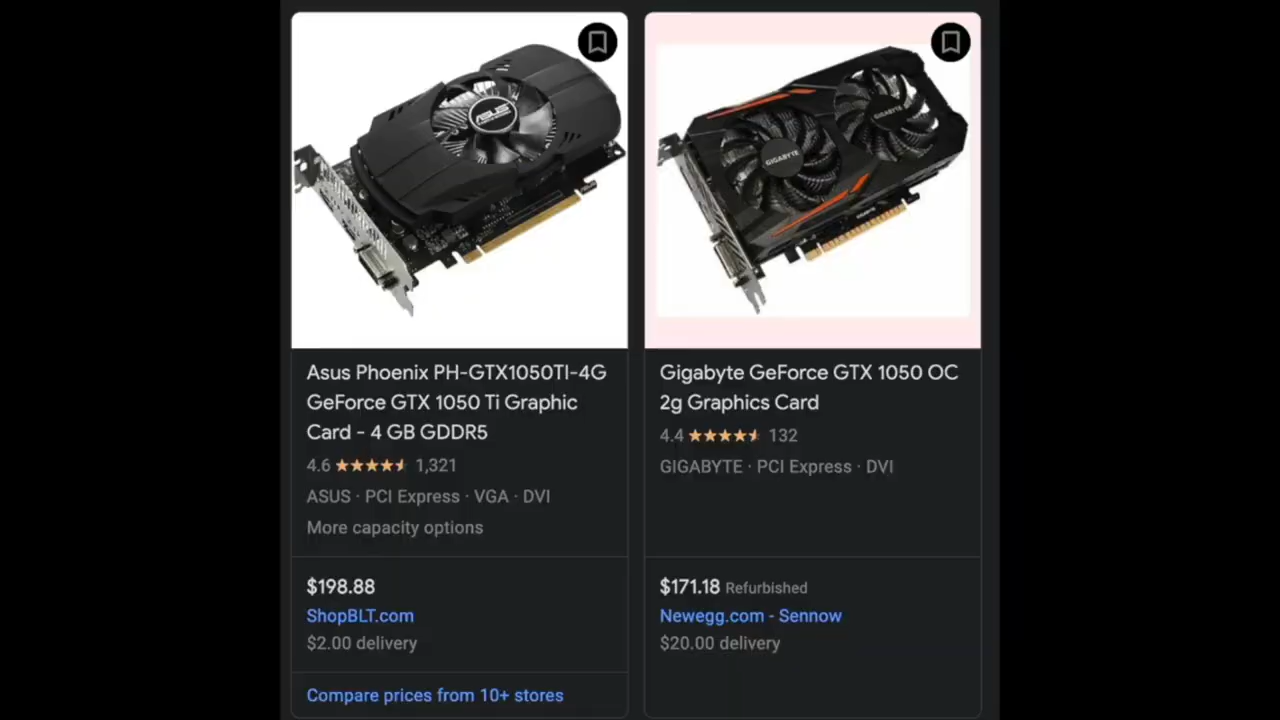 ASUS
GIGABYTE
GIGABYTE
Asus Phoenix PH-GTX1050TI-4G
GeForce GTX 1050 Ti Graphic
Card - 4 GB GDDR5
4.6 1,321
ASUS · PCI Express · VGA · DVI
More capacity options
$198.88
ShopBLT.com
$2.00 delivery
Compare prices from 10+ stores
Gigabyte GeForce GTX 1050 OC
2g Graphics Card
4.4 132
GIGABYTE · PCI Express · DVI
$171.18 Refurbished
Newegg.com - Sennow
$20.00 delivery